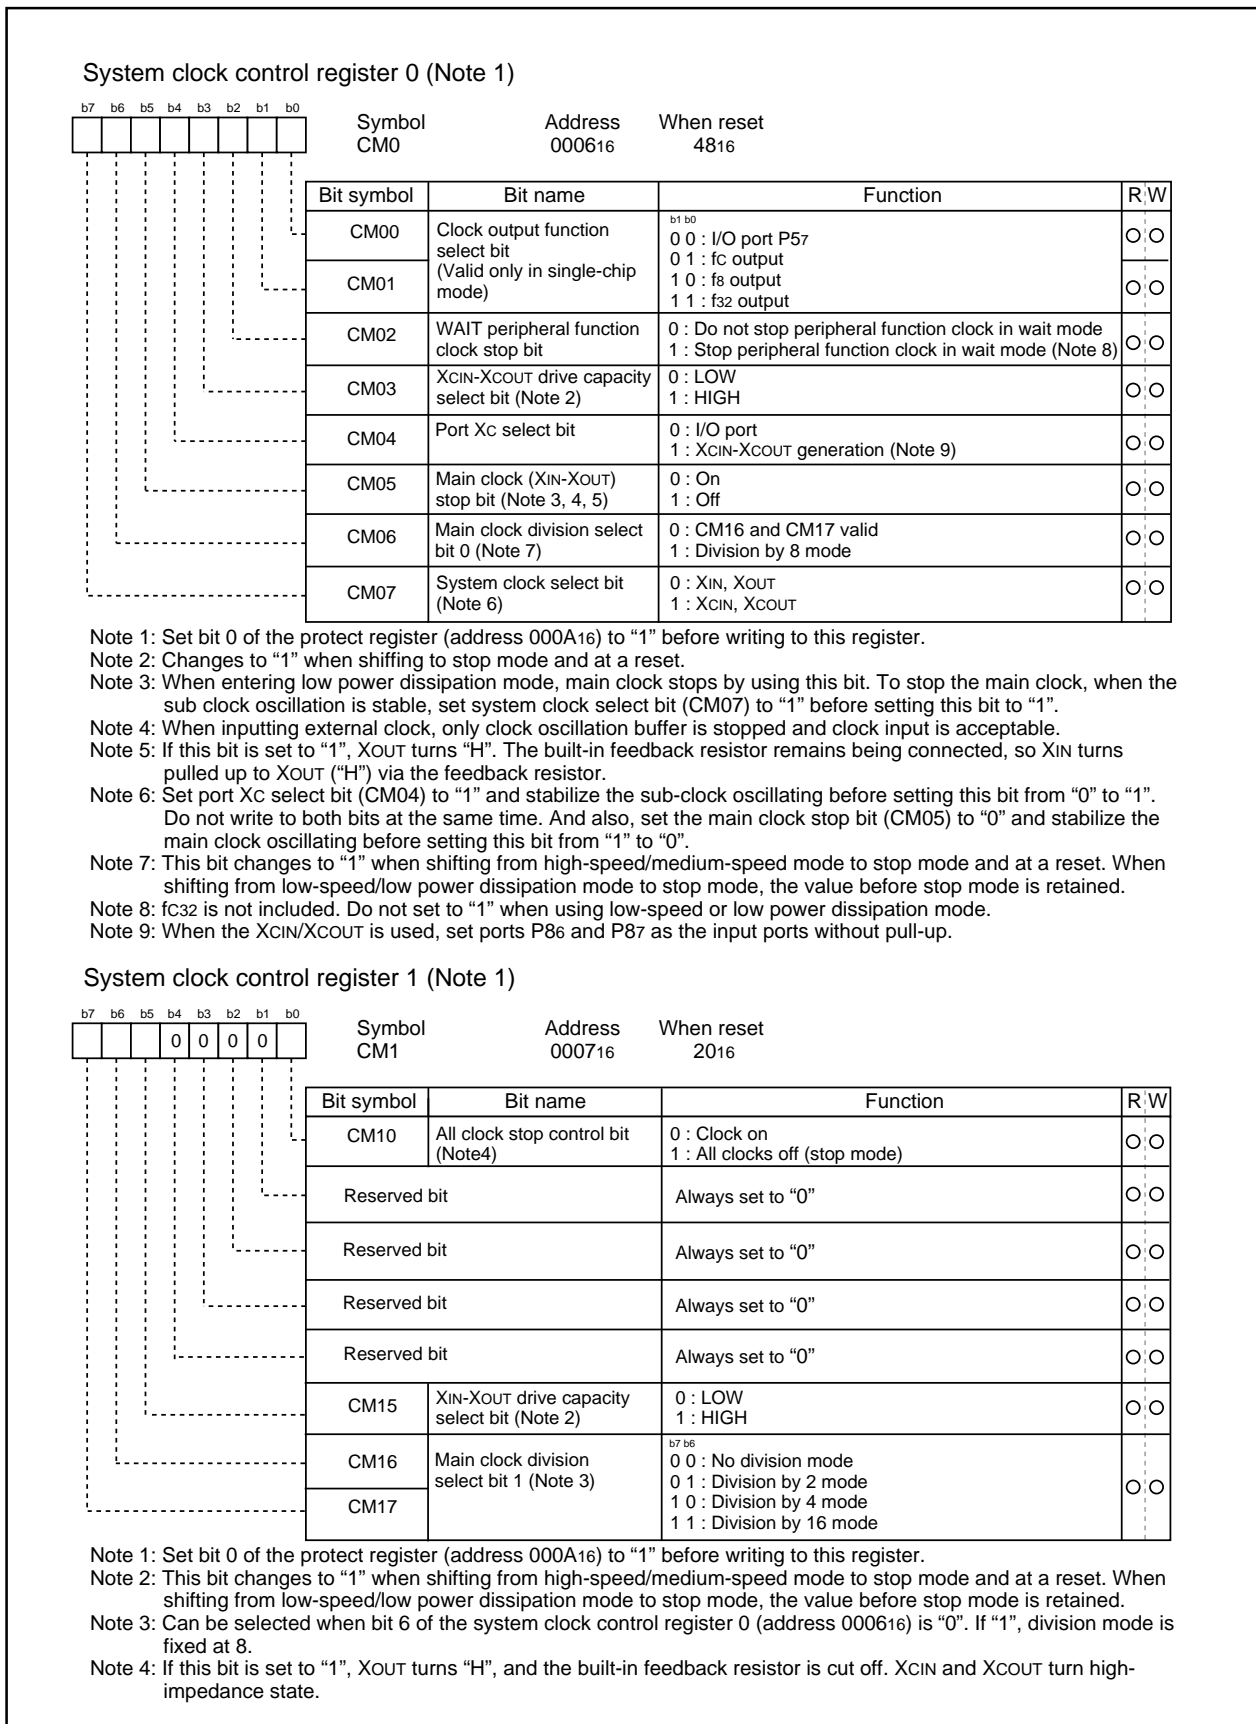 System clock control register 0 (Note 1)
b7 b6 b5 b4 b3 b2 b1 b0
Symbol Address When reset
CM0 000616 4816
Bit symbol Bit name Function R W
CM00 Clock output function select bit (Valid only in single-chip mode)
b1 b0
0 0 : I/O port P57
0 1 : fC output
CM01
1 0 : f8 output
1 1 : f32 output
CM02 WAIT peripheral function clock stop bit
0 : Do not stop peripheral function clock in wait mode
1 : Stop peripheral function clock in wait mode (Note 8)
CM03 XCIN-XCOUT drive capacity select bit (Note 2)
0 : LOW
1 : HIGH
CM04 Port XC select bit
0 : I/O port
1 : XCIN-XCOUT generation (Note 9)
CM05 Main clock (XIN-XOUT) stop bit (Note 3, 4, 5)
0 : On
1 : Off
CM06 Main clock division select bit 0 (Note 7)
0 : CM16 and CM17 valid
1 : Division by 8 mode
CM07 System clock select bit (Note 6)
0 : XIN, XOUT
1 : XCIN, XCOUT
Note 1: Set bit 0 of the protect register (address 000A16) to “1” before writing to this register.
Note 2: Changes to “1” when shiffing to stop mode and at a reset.
Note 3: When entering low power dissipation mode, main clock stops by using this bit. To stop the main clock, when the
sub clock oscillation is stable, set system clock select bit (CM07) to “1” before setting this bit to “1”.
Note 4: When inputting external clock, only clock oscillation buffer is stopped and clock input is acceptable.
Note 5: If this bit is set to “1”, XOUT turns “H”. The built-in feedback resistor remains being connected, so XIN turns
pulled up to XOUT (“H”) via the feedback resistor.
Note 6: Set port XC select bit (CM04) to “1” and stabilize the sub-clock oscillating before setting this bit from “0” to “1”.
Do not write to both bits at the same time. And also, set the main clock stop bit (CM05) to “0” and stabilize the
main clock oscillating before setting this bit from “1” to “0”.
Note 7: This bit changes to “1” when shifting from high-speed/medium-speed mode to stop mode and at a reset. When
shifting from low-speed/low power dissipation mode to stop mode, the value before stop mode is retained.
Note 8: fC32 is not included. Do not set to “1” when using low-speed or low power dissipation mode.
Note 9: When the XCIN/XCOUT is used, set ports P86 and P87 as the input ports without pull-up.
System clock control register 1 (Note 1)
b7 b6 b5 b4 b3 b2 b1 b0
0 0 0 0
Symbol Address When reset
CM1 000716 2016
Bit symbol Bit name Function R W
CM10 All clock stop control bit (Note4)
0 : Clock on
1 : All clocks off (stop mode)
Reserved bit Always set to “0”
Reserved bit Always set to “0”
Reserved bit Always set to “0”
Reserved bit Always set to “0”
CM15 XIN-XOUT drive capacity select bit (Note 2)
0 : LOW
1 : HIGH
CM16 Main clock division select bit 1 (Note 3)
b7 b6
0 0 : No division mode
0 1 : Division by 2 mode
CM17
1 0 : Division by 4 mode
1 1 : Division by 16 mode
Note 1: Set bit 0 of the protect register (address 000A16) to “1” before writing to this register.
Note 2: This bit changes to “1” when shifting from high-speed/medium-speed mode to stop mode and at a reset. When
shifting from low-speed/low power dissipation mode to stop mode, the value before stop mode is retained.
Note 3: Can be selected when bit 6 of the system clock control register 0 (address 000616) is “0”. If “1”, division mode is
fixed at 8.
Note 4: If this bit is set to “1”, XOUT turns “H”, and the built-in feedback resistor is cut off. XCIN and XCOUT turn high-
impedance state.